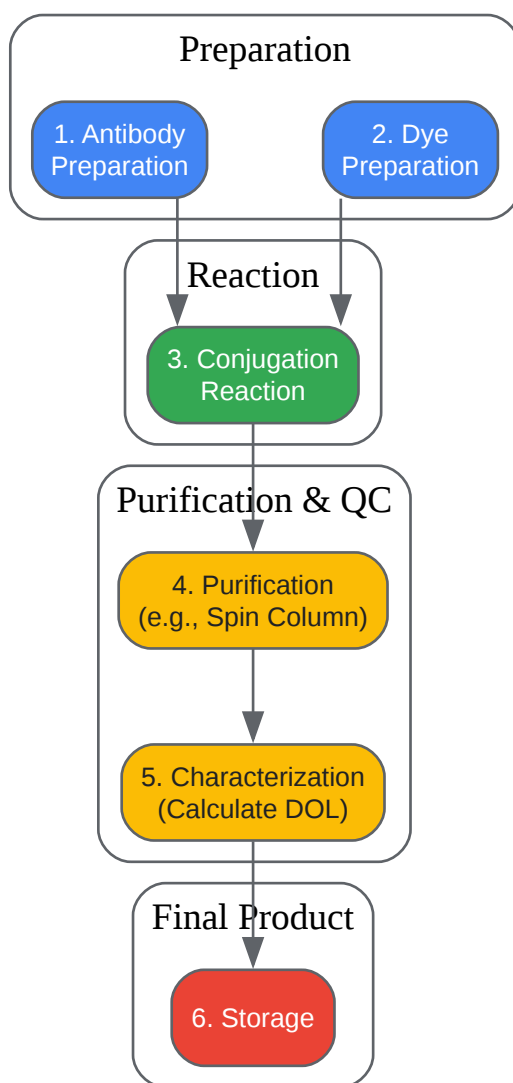 Preparation
1. Antibody
Preparation
2. Dye
Preparation
Reaction
3. Conjugation
Reaction
Purification & QC
4. Purification
(e.g., Spin Column)
5. Characterization
(Calculate DOL)
Final Product
6. Storage